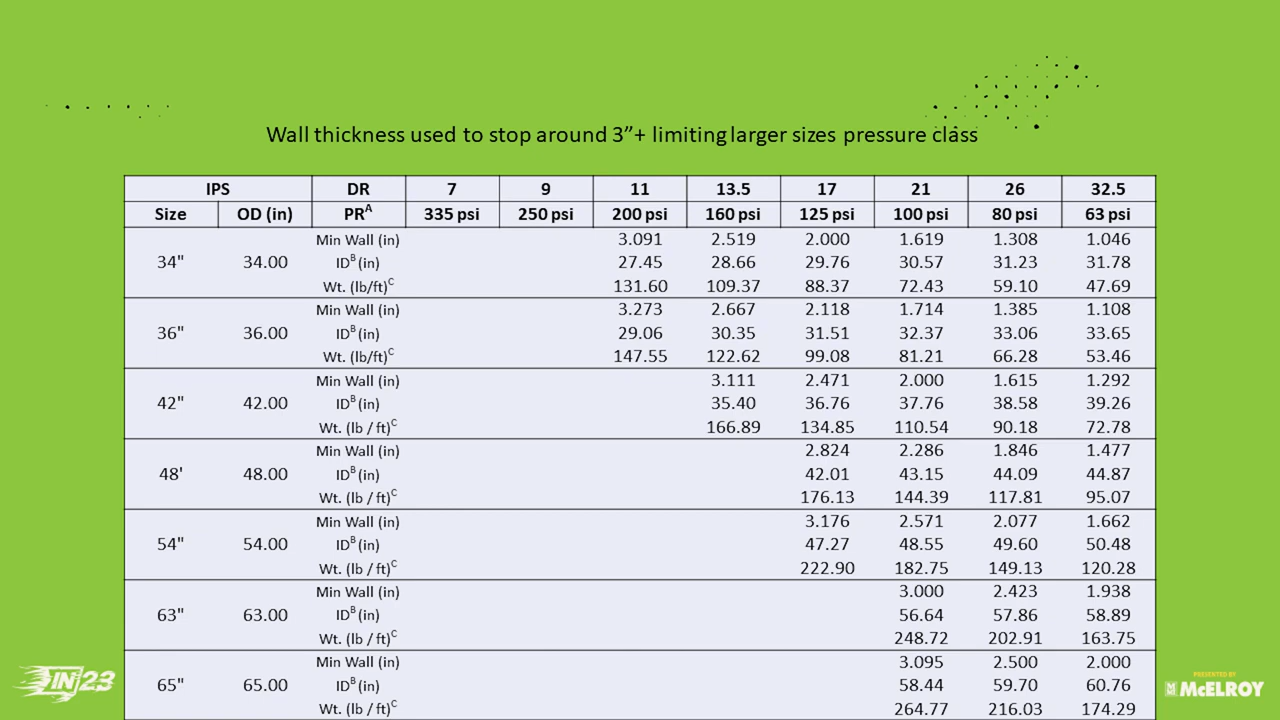 Wall thickness used to stop around 3”+ limiting larger sizes pressure class
IPS DR 7 9 11 13.5 17 21 26 32.5
Size OD (in) PRᴬ 335 psi 250 psi 200 psi 160 psi 125 psi 100 psi 80 psi 63 psi
Min Wall (in) 3.091 2.519 2.000 1.619 1.308 1.046
34" 34.00 IDᴮ (in) 27.45 28.66 29.76 30.57 31.23 31.78
Wt. (lb/ft)ᶜ 131.60 109.37 88.37 72.43 59.10 47.69
Min Wall (in) 3.273 2.667 2.118 1.714 1.385 1.108
36" 36.00 IDᴮ (in) 29.06 30.35 31.51 32.37 33.06 33.65
Wt. (lb/ft)ᶜ 147.55 122.62 99.08 81.21 66.28 53.46
Min Wall (in) 3.111 2.471 2.000 1.615 1.292
42" 42.00 IDᴮ (in) 35.40 36.76 37.76 38.58 39.26
Wt. (lb / ft)ᶜ 166.89 134.85 110.54 90.18 72.78
Min Wall (in) 2.824 2.286 1.846 1.477
48' 48.00 IDᴮ (in) 42.01 43.15 44.09 44.87
Wt. (lb / ft)ᶜ 176.13 144.39 117.81 95.07
Min Wall (in) 3.176 2.571 2.077 1.662
54" 54.00 IDᴮ (in) 47.27 48.55 49.60 50.48
Wt. (lb / ft)ᶜ 222.90 182.75 149.13 120.28
Min Wall (in) 3.000 2.423 1.938
63" 63.00 IDᴮ (in) 56.64 57.86 58.89
Wt. (lb / ft)ᶜ 248.72 202.91 163.75
Min Wall (in) 3.095 2.500 2.000
65" 65.00 IDᴮ (in) 58.44 59.70 60.76
Wt. (lb / ft)ᶜ 264.77 216.03 174.29
IN23
PRESENTED BY
McELROY